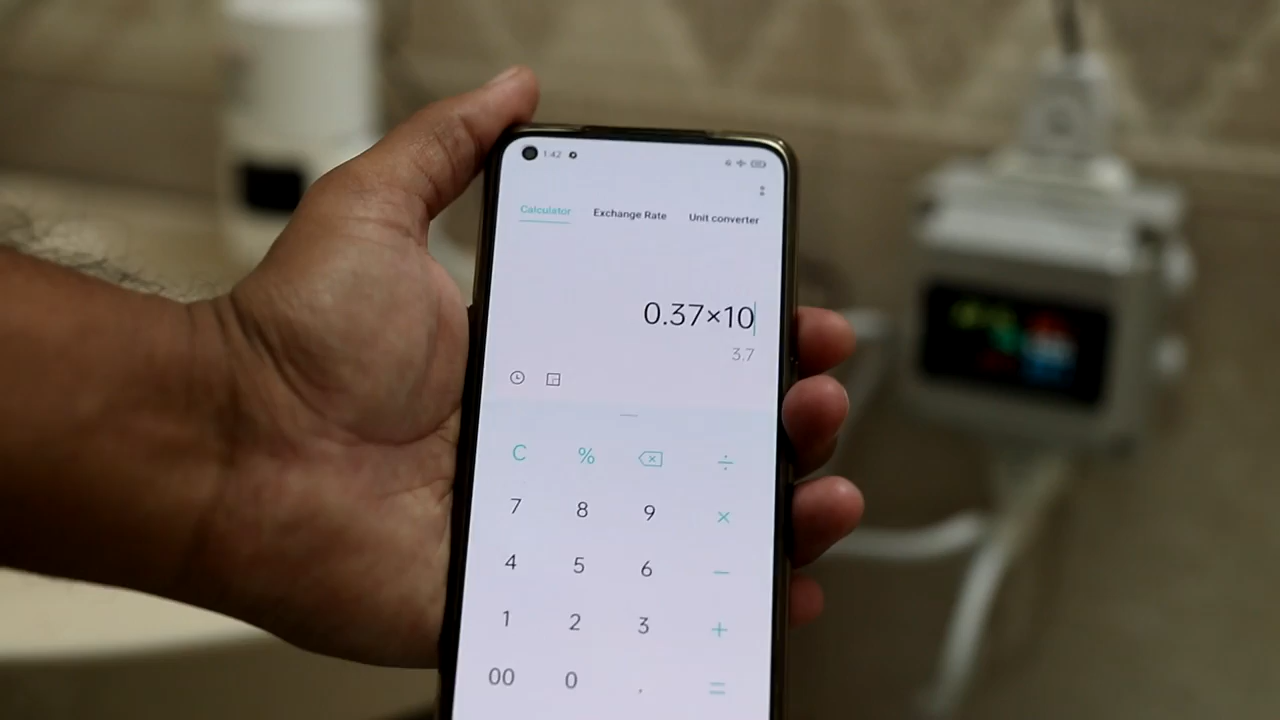 1:42
Calculator Exchange Rate Unit converter
0.37×10
3.7
C % ÷
7 8 9 ×
4 5 6 −
1 2 3 +
00 0 . =